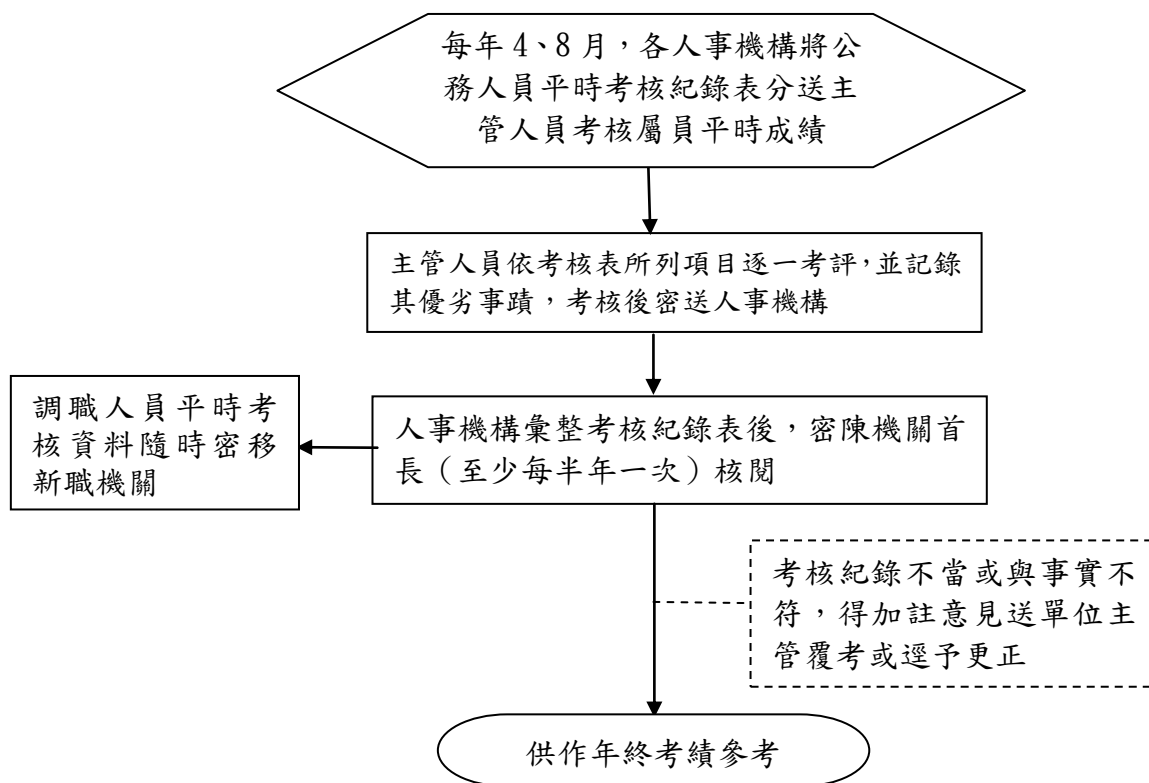 每年 4、8 月，各人事機構將公
務人員平時考核紀錄表分送主
管人員考核屬員平時成績
主管人員依考核表所列項目逐一考評，並記錄
其優劣事蹟，考核後密送人事機構
調職人員平時考
核資料隨時密移
新職機關
人事機構彙整考核紀錄表後，密陳機關首
長（至少每半年一次）核閱
考核紀錄不當或與事實不
符，得加註意見送單位主
管覆考或逕予更正
供作年終考績參考